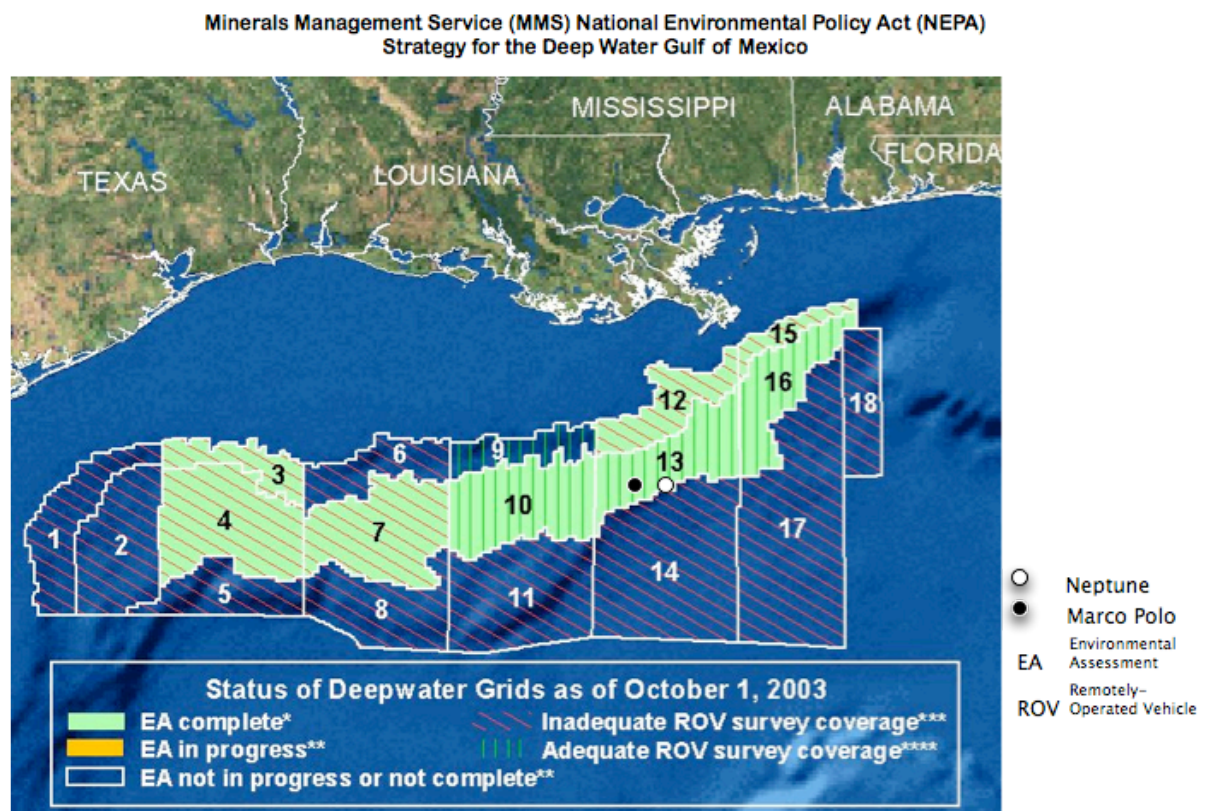 Minerals Management Service (MMS) National Environmental Policy Act (NEPA)
Strategy for the Deep Water Gulf of Mexico
MISSISSIPPI
ALABAMA
FLORIDA
TEXAS
LOUISIANA
15
16
18
12
6
9
3
13
10
4
7
1
2
17
14
5
8
11
Neptune
Marco Polo
EA Environmental Assessment
ROV Remotely-Operated Vehicle
Status of Deepwater Grids as of October 1, 2003
EA complete*
Inadequate ROV survey coverage***
EA in progress**
Adequate ROV survey coverage****
EA not in progress or not complete**